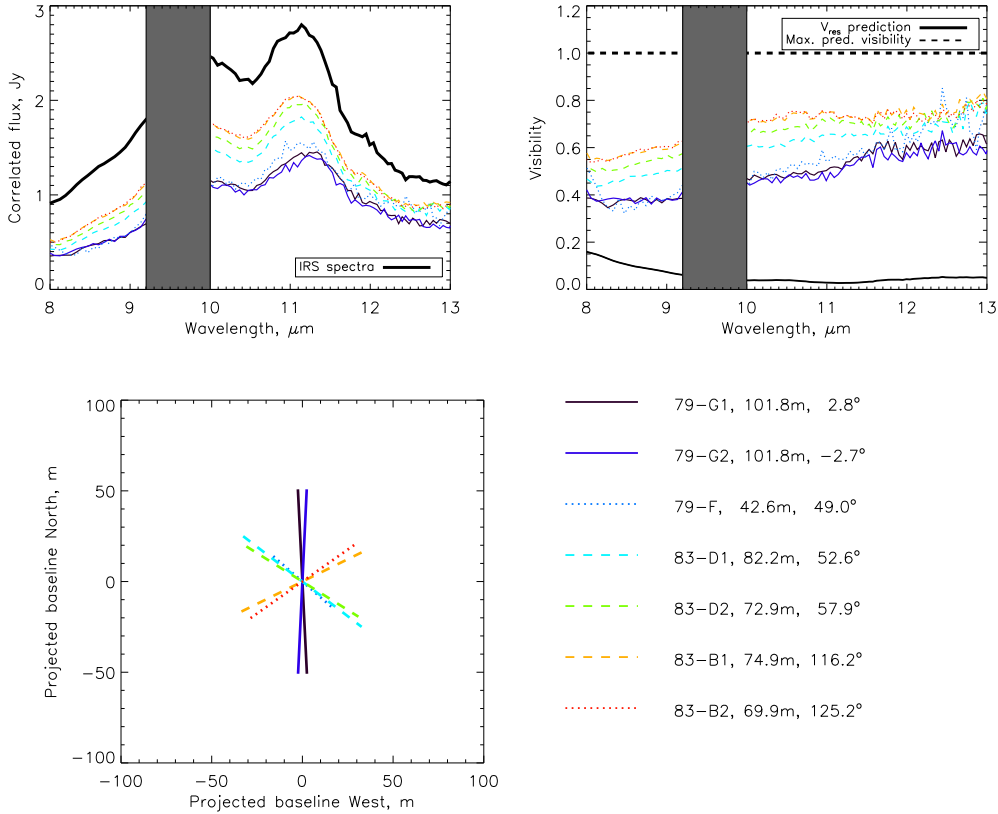 3
2
1
0
Correlated flux, Jy
IRS spectra
8 9 10 11 12 13
Wavelength, μm
1.2
1.0
0.8
0.6
0.4
0.2
0.0
Visibility
V_res prediction
Max. pred. visibility
8 9 10 11 12 13
Wavelength, μm
100
50
0
−50
−100
Projected baseline North, m
−100 −50 0 50 100
Projected baseline West, m
79−G1, 101.8m, 2.8°
79−G2, 101.8m, −2.7°
79−F, 42.6m, 49.0°
83−D1, 82.2m, 52.6°
83−D2, 72.9m, 57.9°
83−B1, 74.9m, 116.2°
83−B2, 69.9m, 125.2°